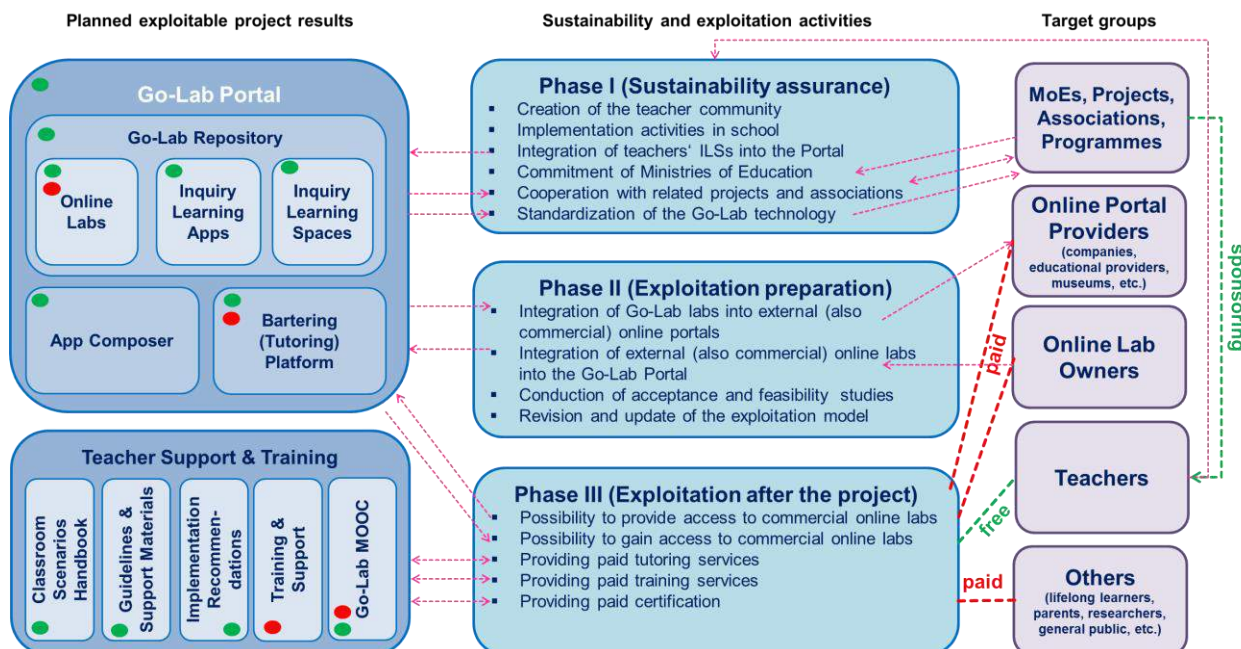 Planned exploitable project results
Sustainability and exploitation activities
Target groups
Go-Lab Portal
Go-Lab Repository
Online
Labs
Inquiry
Learning
Apps
Inquiry
Learning
Spaces
App Composer
Bartering
(Tutoring)
Platform
Teacher Support & Training
Classroom
Scenarios
Handbook
Guidelines &
Support Materials
Implementation
Recommen-
dations
Training &
Support
Go-Lab MOOC
Phase I (Sustainability assurance)
▪ Creation of the teacher community
▪ Implementation activities in school
▪ Integration of teachers‘ ILSs into the Portal
▪ Commitment of Ministries of Education
▪ Cooperation with related projects and associations
▪ Standardization of the Go-Lab technology
Phase II (Exploitation preparation)
▪ Integration of Go-Lab labs into external (also
commercial) online portals
▪ Integration of external (also commercial) online labs
into the Go-Lab Portal
▪ Conduction of acceptance and feasibility studies
▪ Revision and update of the exploitation model
Phase III (Exploitation after the project)
▪ Possibility to provide access to commercial online labs
▪ Possibility to gain access to commercial online labs
▪ Providing paid tutoring services
▪ Providing paid training services
▪ Providing paid certification
paid
free
paid
MoEs, Projects,
Associations,
Programmes
Online Portal
Providers
(companies,
educational providers,
museums, etc.)
Online Lab
Owners
Teachers
Others
(lifelong learners,
parents, researchers,
general public, etc.)
sponsoring